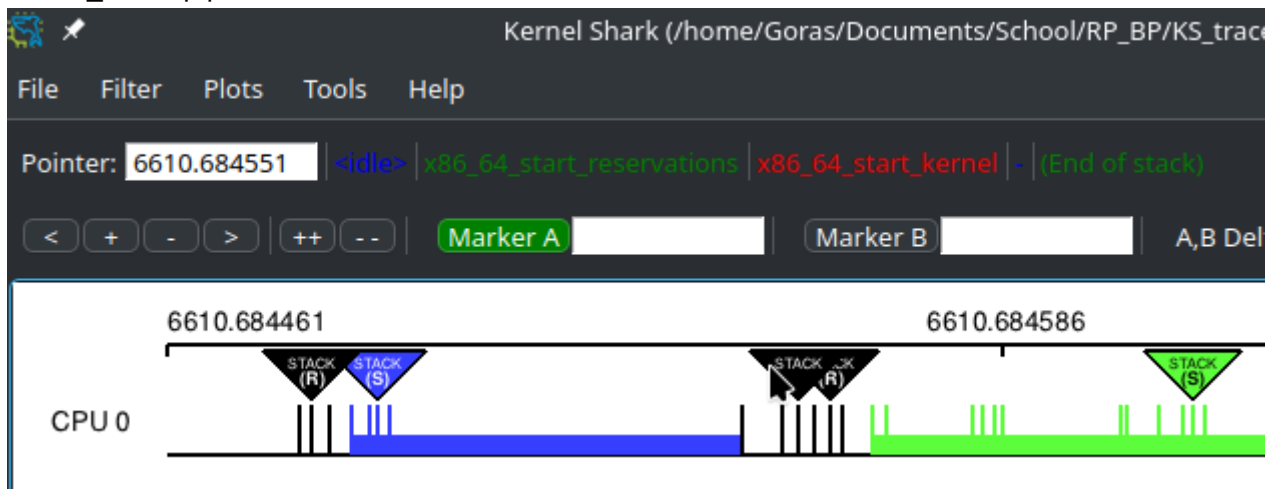 Kernel Shark (/home/Goras/Documents/School/RP_BP/KS_trace
File Filter Plots Tools Help
Pointer: 6610.684551 <idle> x86_64_start_reservations x86_64_start_kernel - (End of stack)
< + - > ++ -- Marker A Marker B A,B Del
6610.684461 6610.684586
STACK STACK STACK CK STACK
(R) (S) (R) (S)
CPU 0